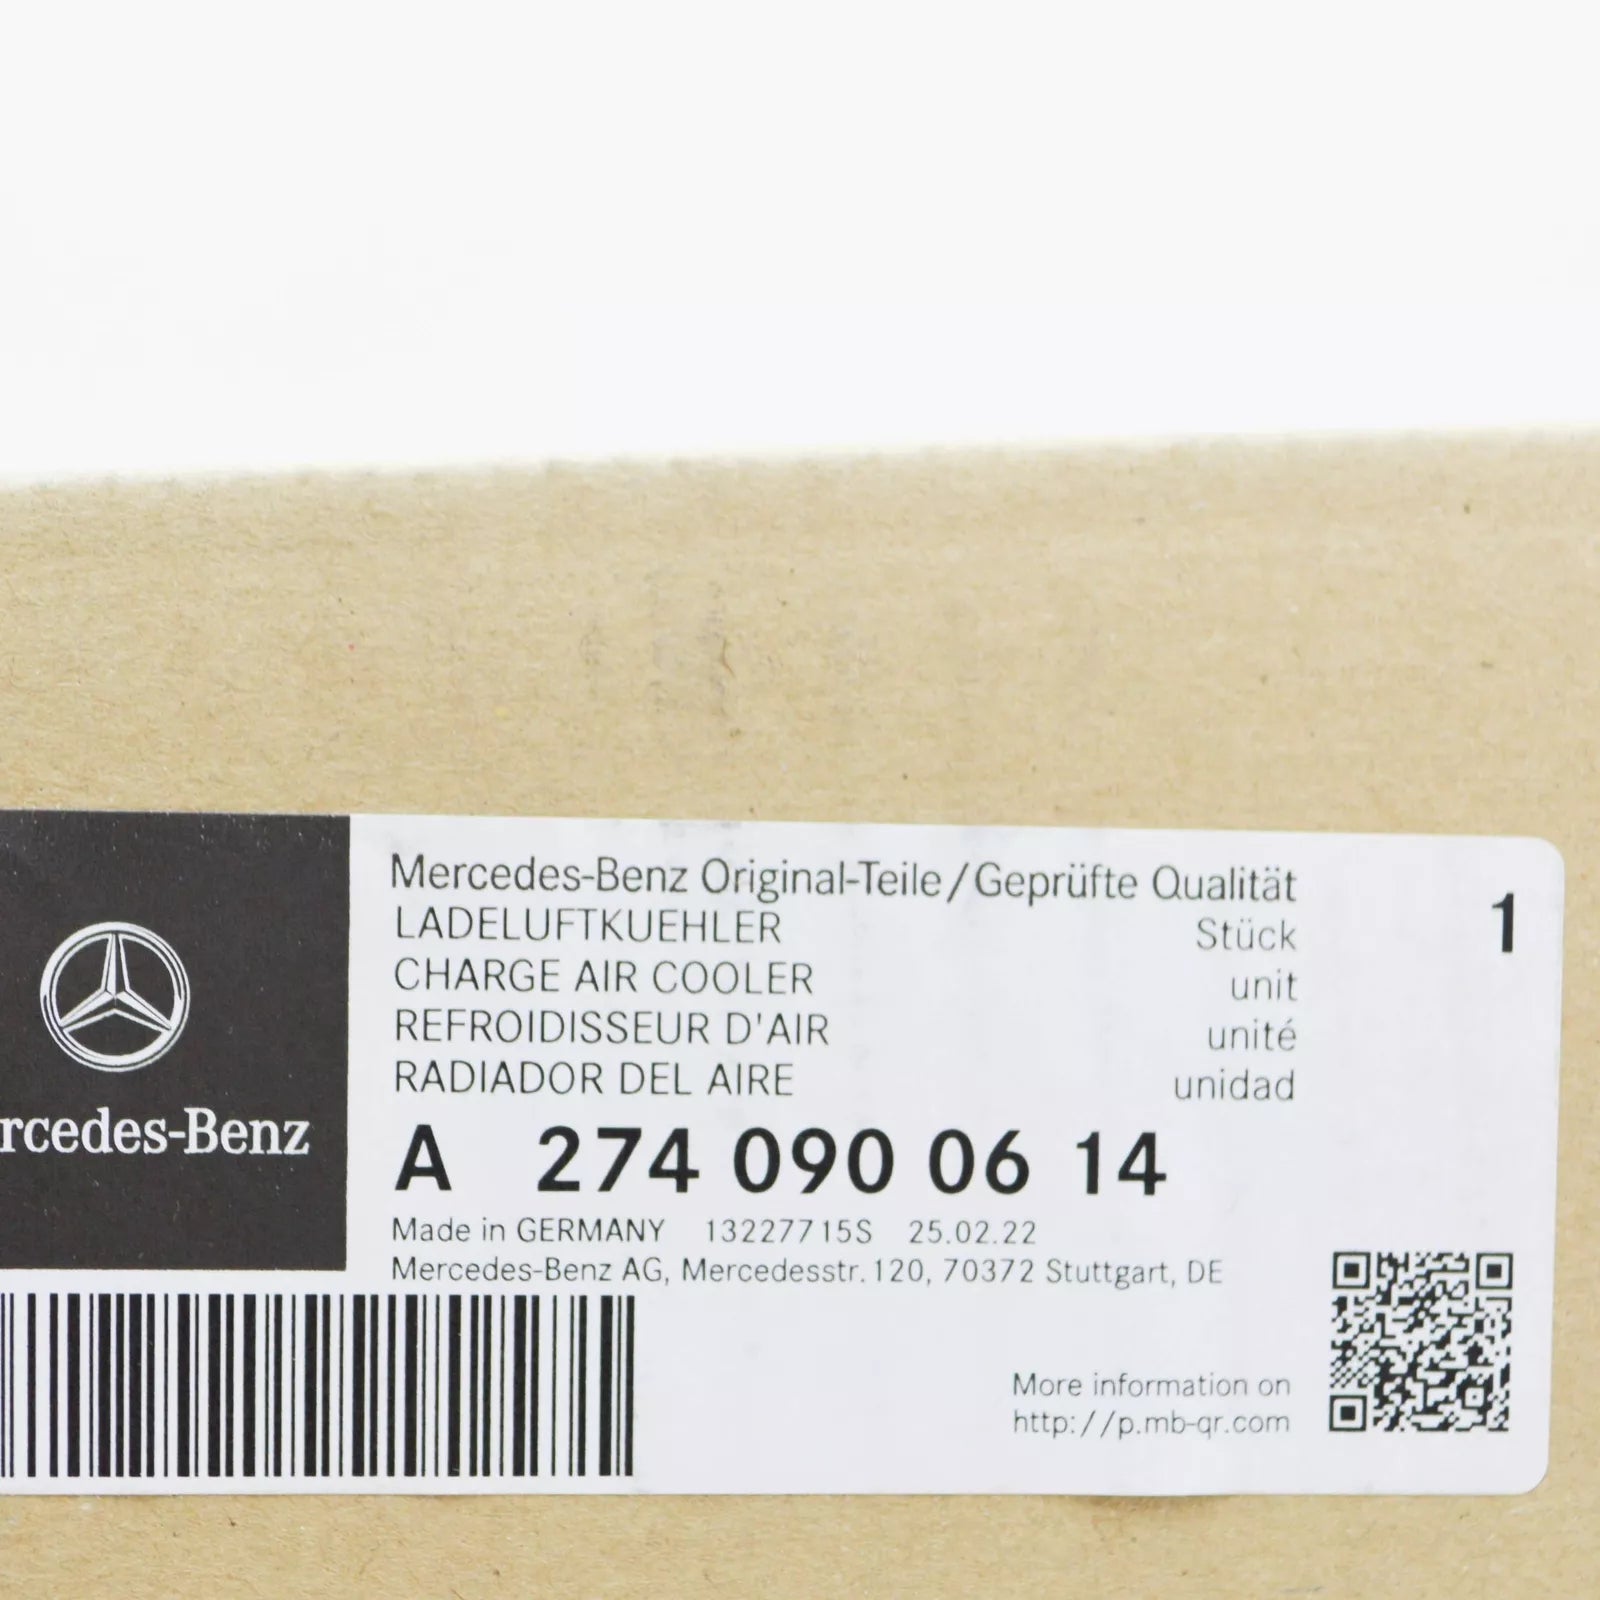 Mercedes-Benz Original-Teile/Geprüfte Qualität
LADELUFTKUEHLER Stück 1
CHARGE AIR COOLER unit
REFROIDISSEUR D'AIR unité
RADIADOR DEL AIRE unidad
rcedes-Benz
A 274 090 06 14
Made in GERMANY 13227715S 25.02.22
Mercedes-Benz AG, Mercedesstr. 120, 70372 Stuttgart, DE
More information on
http://p.mb-qr.com